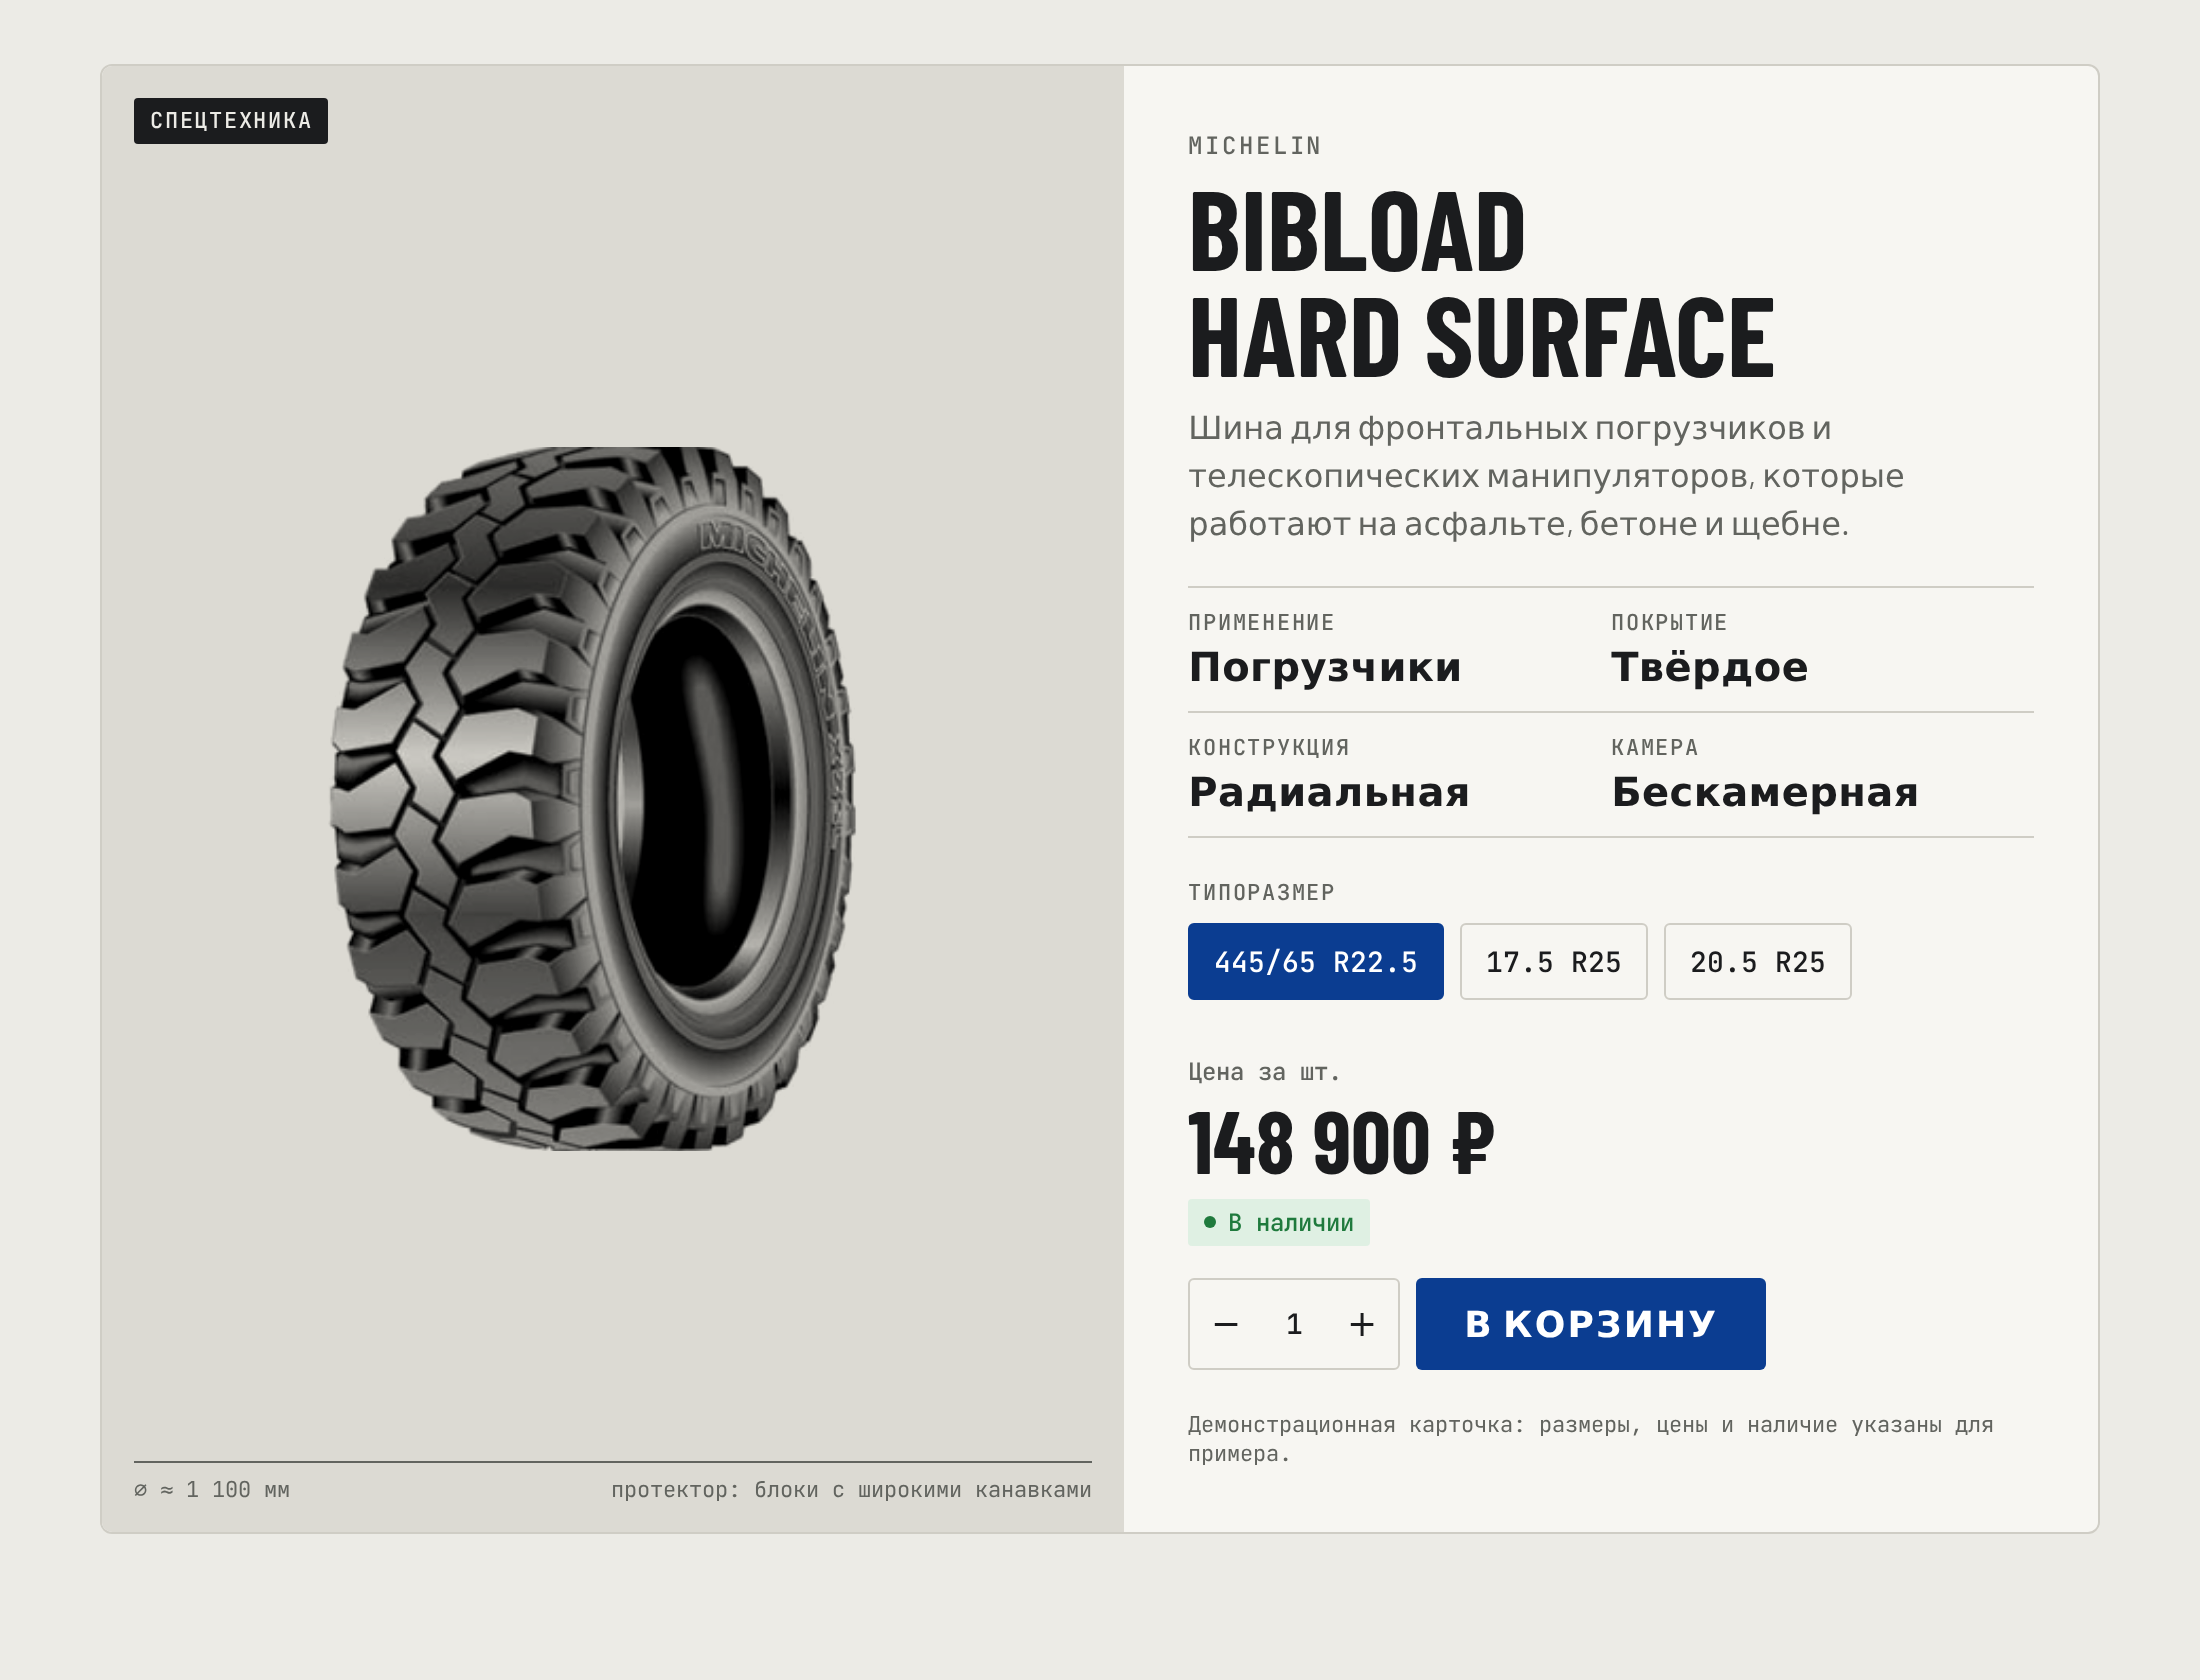 СПЕЦТЕХНИКА
MICHELIN
⌀ ≈ 1 100 мм
протектор: блоки с широкими канавками
MICHELIN
BIBLOAD
HARD SURFACE
Шина для фронтальных погрузчиков и
телескопических манипуляторов, которые
работают на асфальте, бетоне и щебне.
ПРИМЕНЕНИЕ
Погрузчики
ПОКРЫТИЕ
Твёрдое
КОНСТРУКЦИЯ
Радиальная
КАМЕРА
Бескамерная
ТИПОРАЗМЕР
445/65 R22.5
17.5 R25
20.5 R25
Цена за шт.
148 900 ₽
В наличии
− 1 +
В КОРЗИНУ
Демонстрационная карточка: размеры, цены и наличие указаны для
примера.